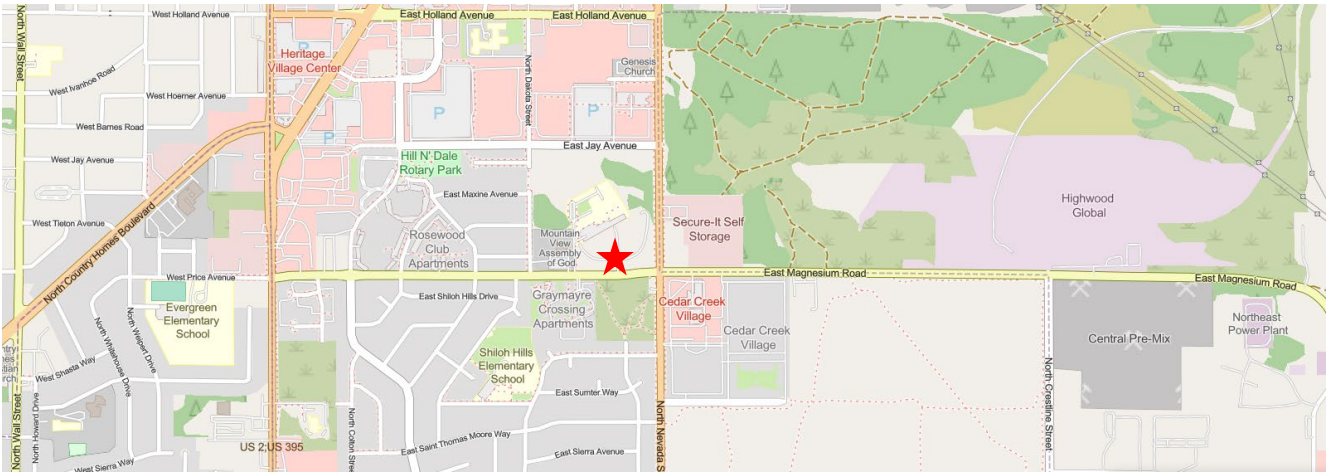 East Holland Avenue
East Holland Avenue
North Wall Street
Heritage
Village Center
P
Genesis
Church
West Ivanhoe Road
West Hoerner Avenue
North Dakota Street
P
P
West Barnes Road
P
East Jay Avenue
West Jay Avenue
Hill N' Dale
Rotary Park
East Maxine Avenue
Highwood
Global
West Tieton Avenue
Secure-It Self
Storage
Rosewood
Club
Apartments
Mountain
View
Assembly
of God
North Country Homes Boulevard
West Price Avenue
East Magnesium Road
East Magnesium Road
East Shiloh Hills Drive
Graymayre
Crossing
Apartments
Cedar Creek
Village
Evergreen
Elementary
School
Northeast
Power Plant
Cedar Creek
Village
Central Pre-Mix
North Whitehouse Drive
North Weipert Drive
Shiloh Hills
Elementary
School
West Shasta Way
North Howard Drive
East Sumter Way
North Wall Street
North Colton Stree
North Nevada S
North Crestline Street
East Saint Thomas Moore Way
US 2;US 395
East Sierra Avenue
West Sierra Way